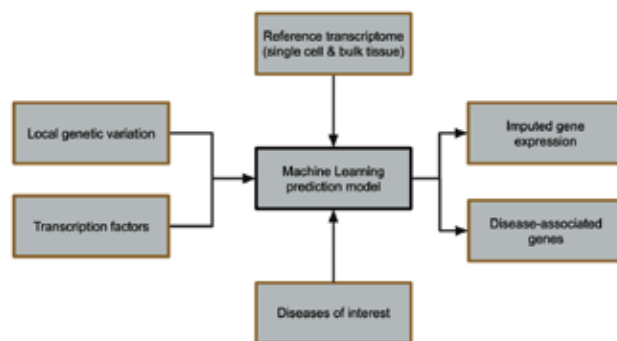 Reference transcriptome
(single cell & bulk tissue)
Local genetic variation
Imputed gene
expression
Machine Learning
prediction model
Transcription factors
Disease-associated
genes
Diseases of interest